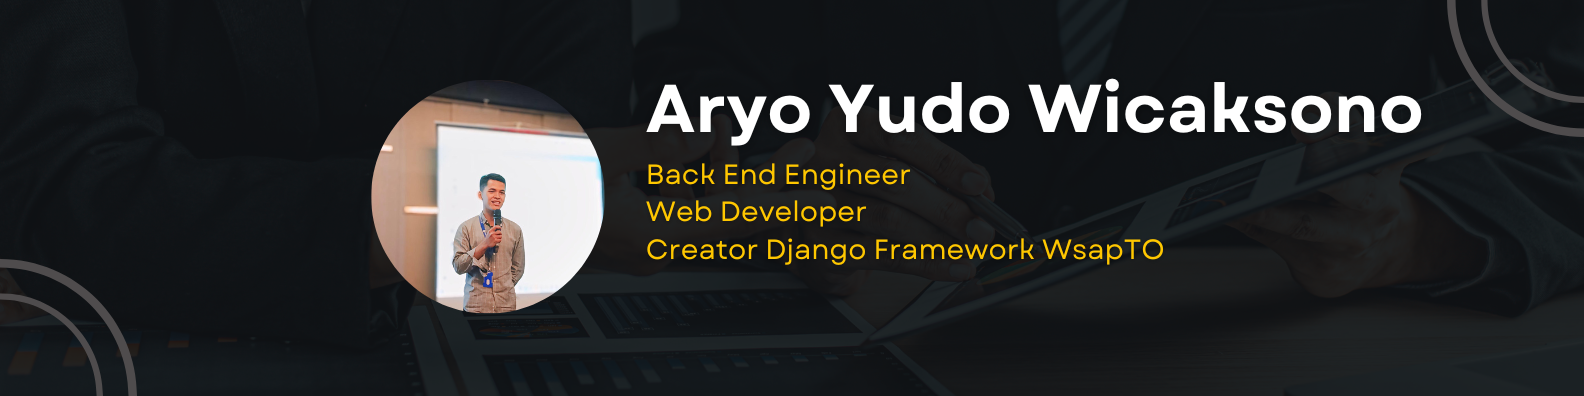 Aryo Yudo Wicaksono
Back End Engineer
Web Developer
Creator Django Framework WsapTO